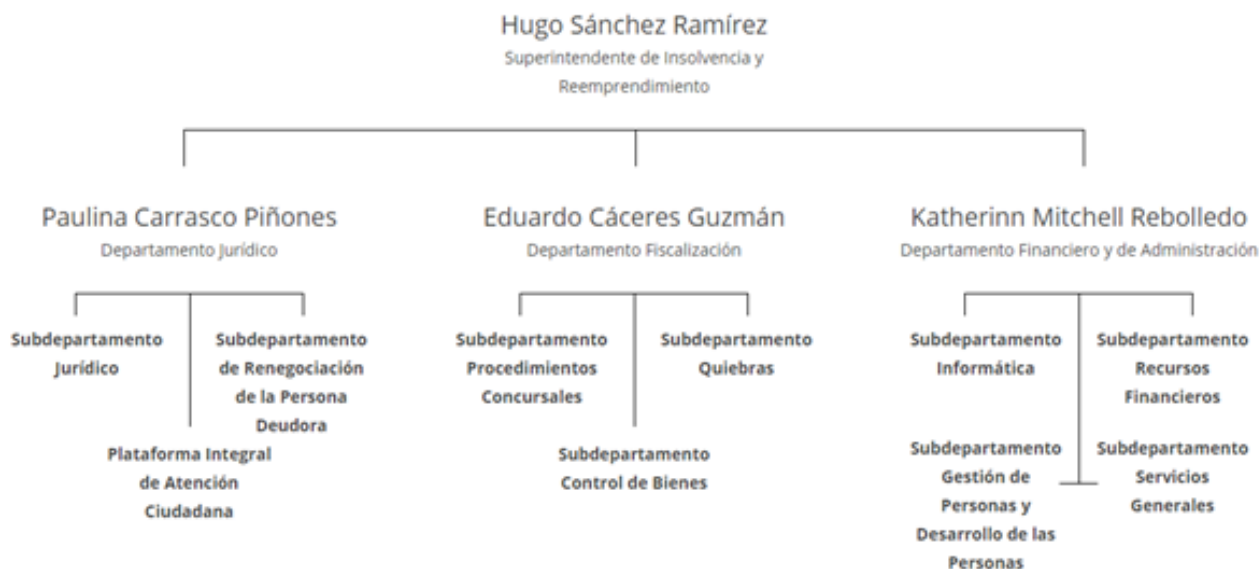 Hugo Sánchez Ramírez
Superintendente de Insolvencia y
Reemprendimiento
Paulina Carrasco Piñones
Departamento Jurídico
Eduardo Cáceres Guzmán
Departamento Fiscalización
Katherinn Mitchell Rebolledo
Departamento Financiero y de Administración
Subdepartamento
Jurídico
Subdepartamento
de Renegociación
de la Persona
Deudora
Plataforma Integral
de Atención
Ciudadana
Subdepartamento
Procedimientos
Concursales
Subdepartamento
Quiebras
Subdepartamento
Control de Bienes
Subdepartamento
Informática
Subdepartamento
Recursos
Financieros
Subdepartamento
Gestión de
Personas y
Desarrollo de las
Personas
Subdepartamento
Servicios
Generales